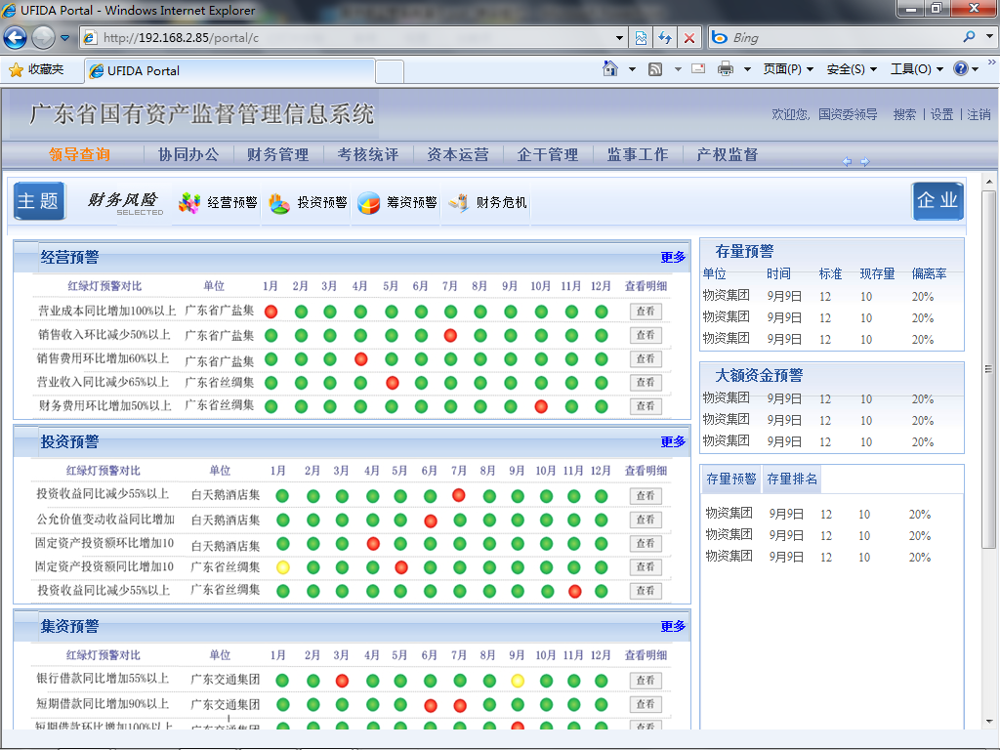 UFIDA Portal - Windows Internet Explorer
http://192.168.2.85/portal/c
Bing
收藏夹
UFIDA Portal
页面(P)
安全(S)
工具(O)
广东省国有资产监督管理信息系统
欢迎您, 国资委领导 搜索 | 设置 | 注销
领导查询 协同办公 财务管理 考核统评 资本运营 企干管理 监事工作 产权监督
主 题 财务风险 经营预警 投资预警 筹资预警 财务危机 企 业
SELECTED
经营预警 更多
红绿灯预警对比 单位 1月 2月 3月 4月 5月 6月 7月 8月 9月 10月 11月 12月 查看明细
营业成本同比增加100%以上 广东省广盐集 查看
销售收入环比减少50%以上 广东省广盐集 查看
销售费用环比增加60%以上 广东省广盐集 查看
营业收入同比减少65%以上 广东省丝绸集 查看
财务费用环比增加50%以上 广东省丝绸集 查看
投资预警 更多
红绿灯预警对比 单位 1月 2月 3月 4月 5月 6月 7月 8月 9月 10月 11月 12月 查看明细
投资收益同比减少55%以上 白天鹅酒店集 查看
公允价值变动收益同比增加 白天鹅酒店集 查看
固定资产投资额环比增加10 白天鹅酒店集 查看
固定资产投资额同比增加10 广东省丝绸集 查看
投资收益同比减少55%以上 广东省丝绸集 查看
集资预警 更多
红绿灯预警对比 单位 1月 2月 3月 4月 5月 6月 7月 8月 9月 10月 11月 12月 查看明细
银行借款同比增加55%以上 广东交通集团 查看
短期借款同比增加90%以上 广东交通集团 查看
短期借款环比增加100%以上 广东交通集团 查看
存量预警
单位 时间 标准 现存量 偏离率
物资集团 9月9日 12 10 20%
物资集团 9月9日 12 10 20%
物资集团 9月9日 12 10 20%
大额资金预警
物资集团 9月9日 12 10 20%
物资集团 9月9日 12 10 20%
物资集团 9月9日 12 10 20%
存量预警 存量排名
物资集团 9月9日 12 10 20%
物资集团 9月9日 12 10 20%
物资集团 9月9日 12 10 20%